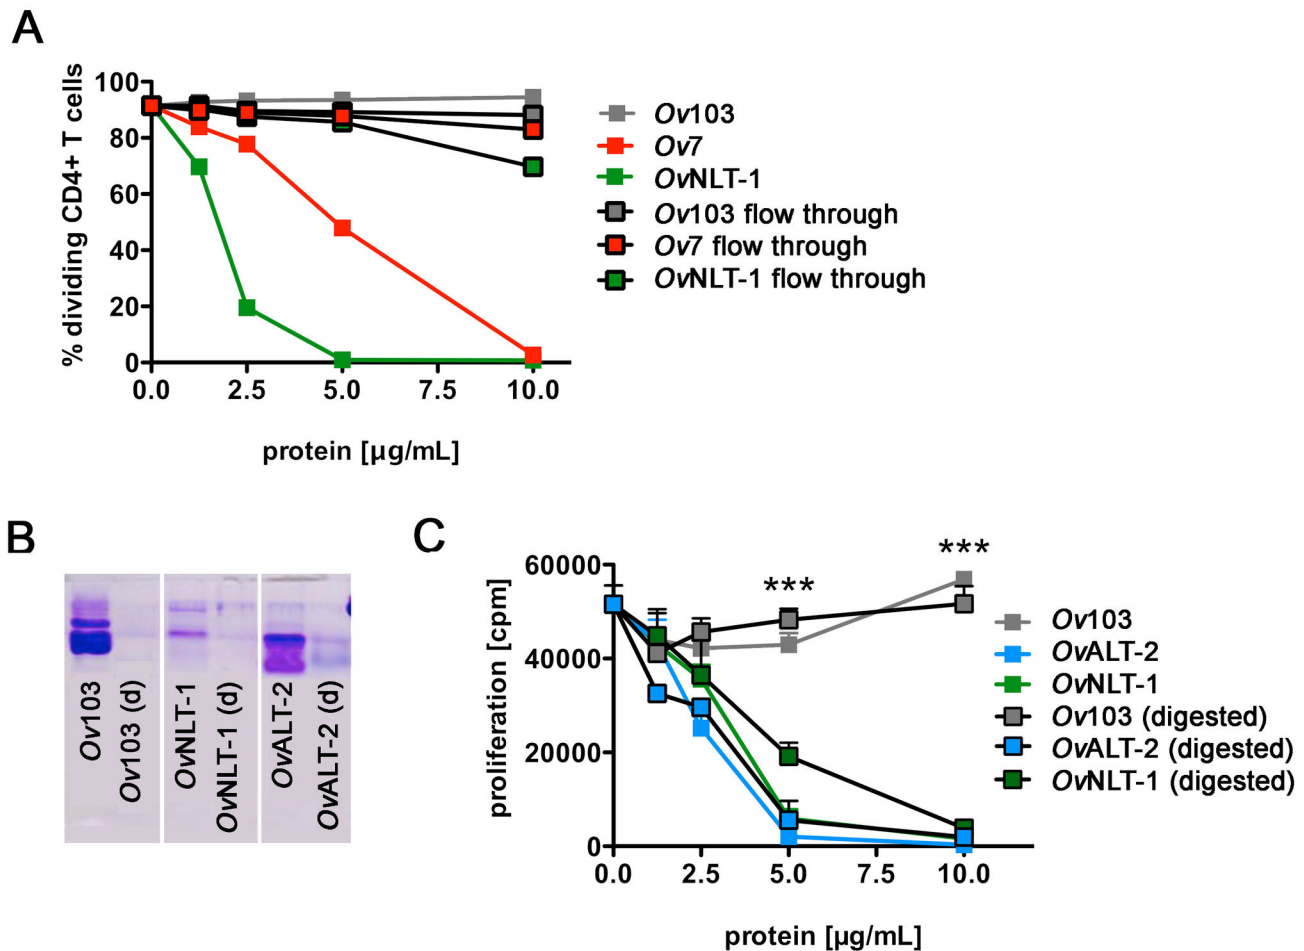 A
% dividing CD4+ T cells
100
80
60
40
20
0
0.0 2.5 5.0 7.5 10.0
protein [µg/mL]
Ov103
Ov7
OvNLT-1
Ov103 flow through
Ov7 flow through
OvNLT-1 flow through
B
Ov103
Ov103 (d)
OvNLT-1
OvNLT-1 (d)
OvALT-2
OvALT-2 (d)
C
proliferation [cpm]
60000
40000
20000
0
0.0 2.5 5.0 7.5 10.0
protein [µg/mL]
***
***
Ov103
OvALT-2
OvNLT-1
Ov103 (digested)
OvALT-2 (digested)
OvNLT-1 (digested)